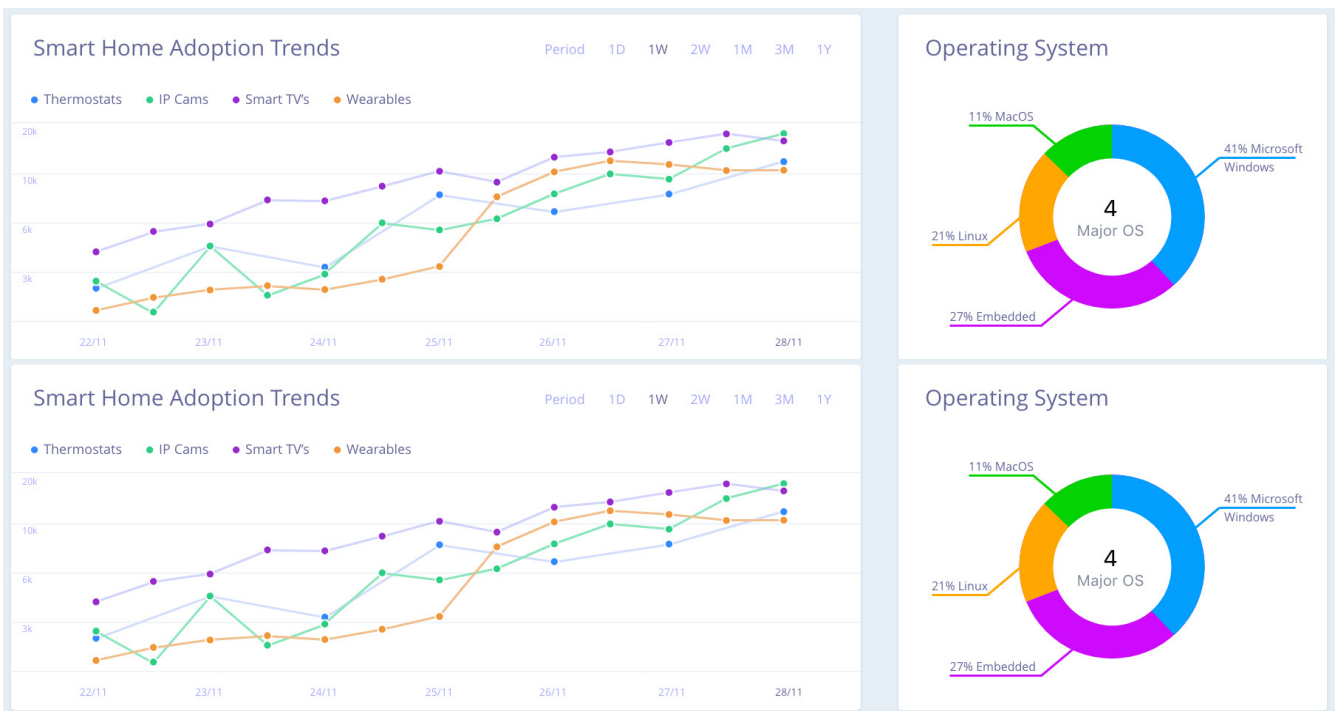 Smart Home Adoption Trends
Period 1D 1W 2W 1M 3M 1Y
Thermostats IP Cams Smart TV's Wearables
20k
10k
6k
3k
22/11 23/11 24/11 25/11 26/11 27/11 28/11
Operating System
11% MacOS
41% Microsoft
Windows
4
Major OS
21% Linux
27% Embedded
Smart Home Adoption Trends
Period 1D 1W 2W 1M 3M 1Y
Thermostats IP Cams Smart TV's Wearables
20k
10k
6k
3k
22/11 23/11 24/11 25/11 26/11 27/11 28/11
Operating System
11% MacOS
41% Microsoft
Windows
4
Major OS
21% Linux
27% Embedded